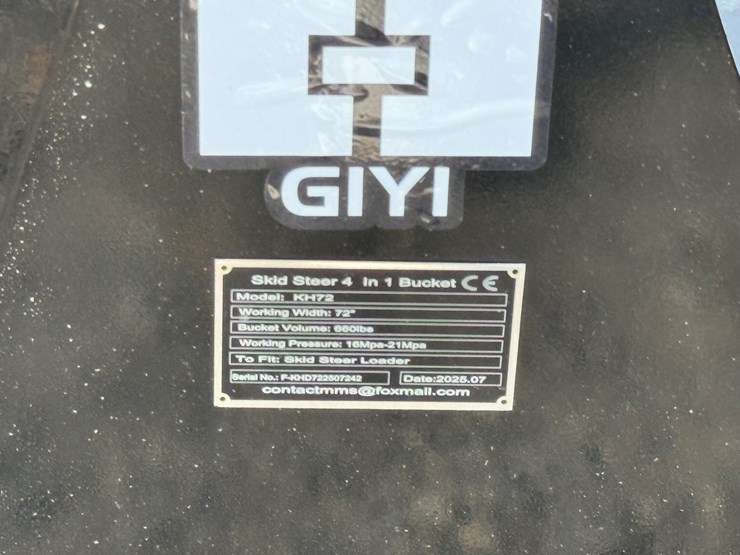 GIYI
Skid Steer 4 In 1 Bucket CE
Model: KH72
Working Width: 72"
Bucket Volume: 660lbs
Working Pressure: 16Mpa-21Mpa
To Fit: Skid Steer Loader
Serial No.: F-KHD722507242 Date:2025.07
contactmms@foxmail.com